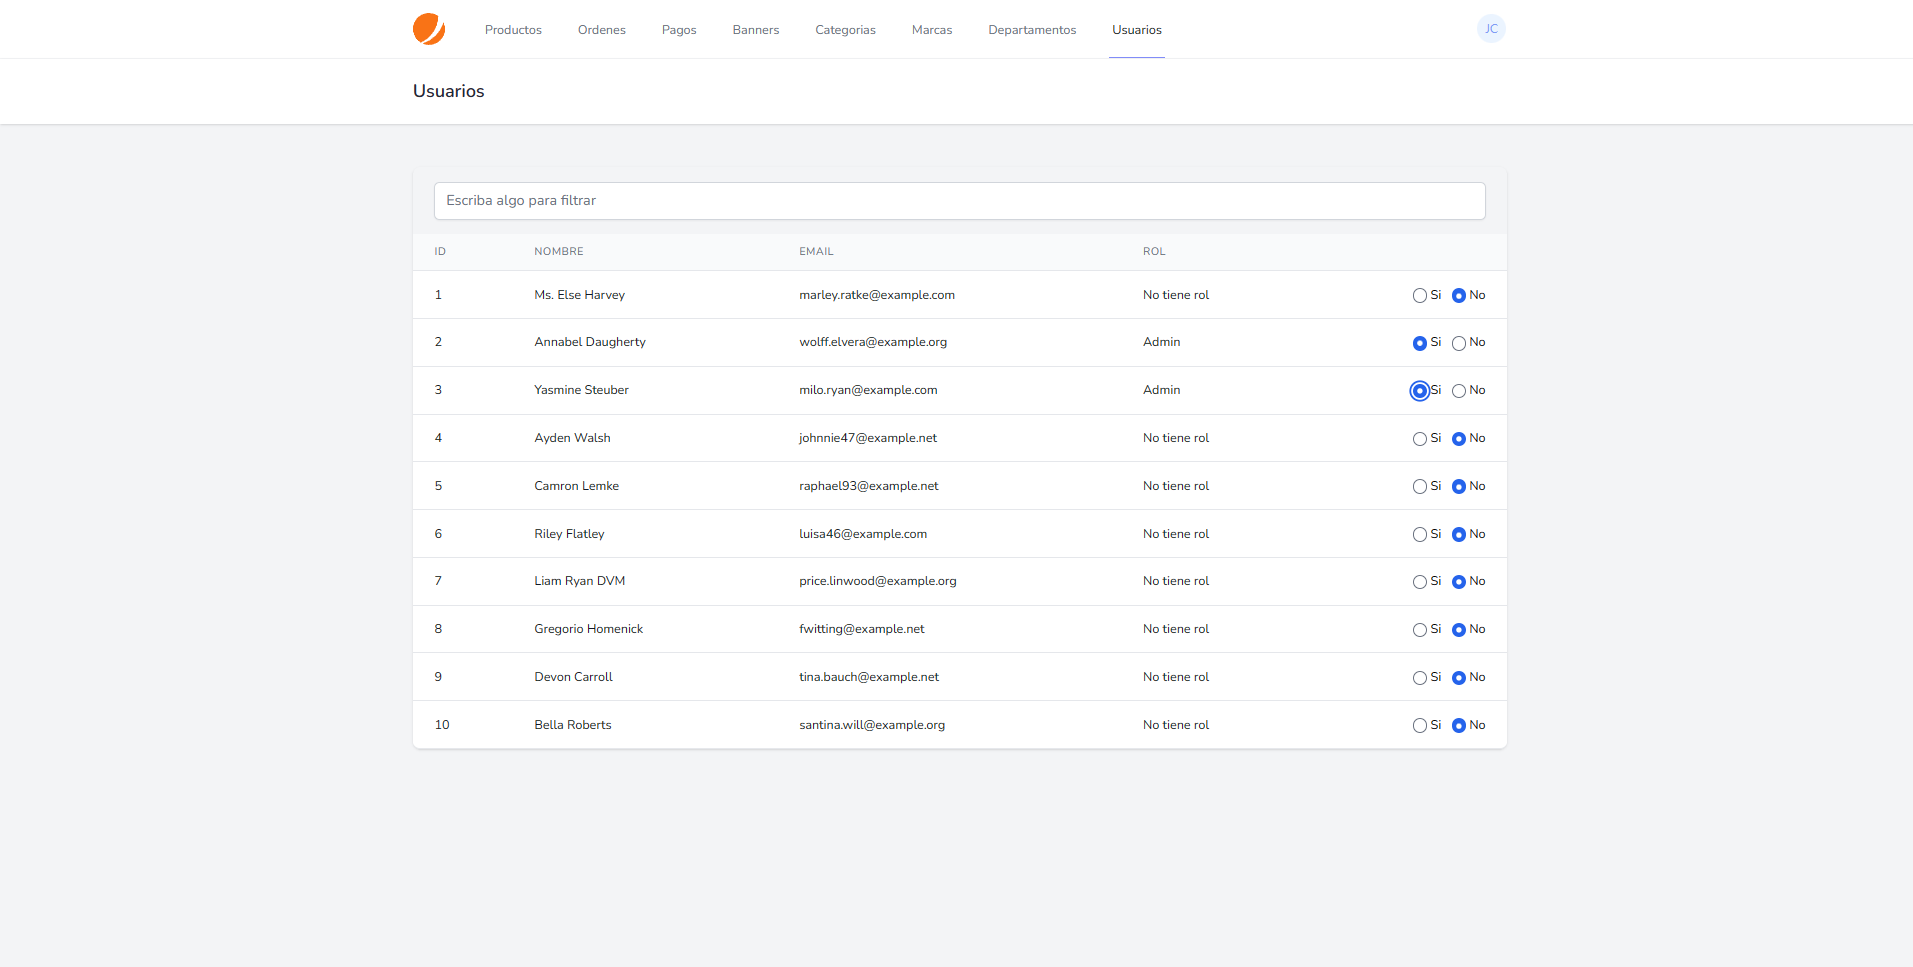 Productos Ordenes Pagos Banners Categorias Marcas Departamentos Usuarios JC
Usuarios
Escriba algo para filtrar
ID NOMBRE EMAIL ROL
1 Ms. Else Harvey marley.ratke@example.com No tiene rol Si No
2 Annabel Daugherty wolff.elvera@example.org Admin Si No
3 Yasmine Steuber milo.ryan@example.com Admin Si No
4 Ayden Walsh johnnie47@example.net No tiene rol Si No
5 Camron Lemke raphael93@example.net No tiene rol Si No
6 Riley Flatley luisa46@example.com No tiene rol Si No
7 Liam Ryan DVM price.linwood@example.org No tiene rol Si No
8 Gregorio Homenick fwitting@example.net No tiene rol Si No
9 Devon Carroll tina.bauch@example.net No tiene rol Si No
10 Bella Roberts santina.will@example.org No tiene rol Si No